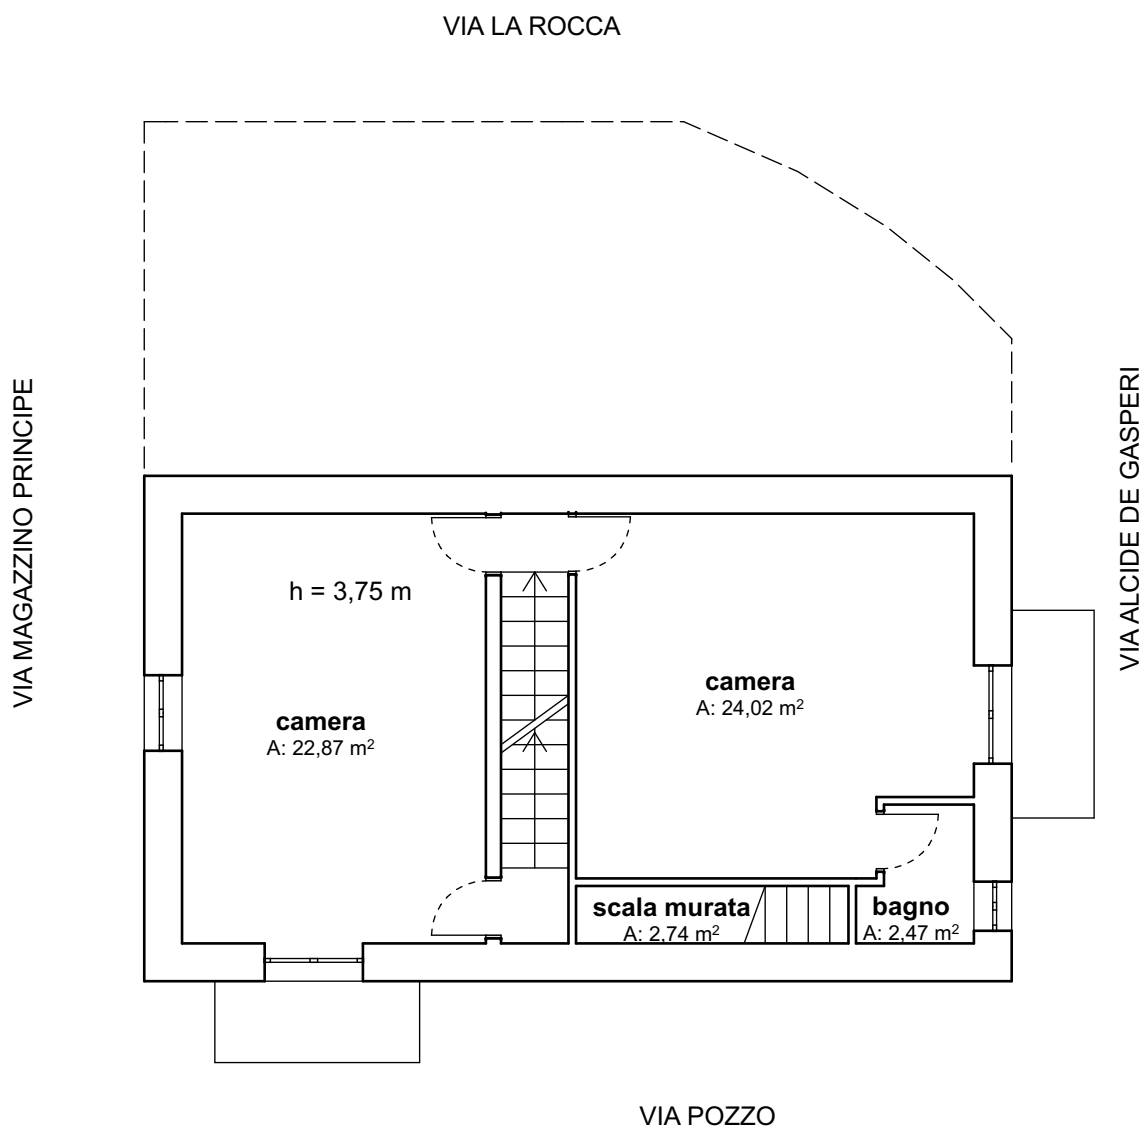 VIA LA ROCCA
VIA MAGAZZINO PRINCIPE
VIA ALCIDE DE GASPERI
h = 3,75 m
camera
A: 22,87 m²
camera
A: 24,02 m²
scala murata
A: 2,74 m²
bagno
A: 2,47 m²
VIA POZZO